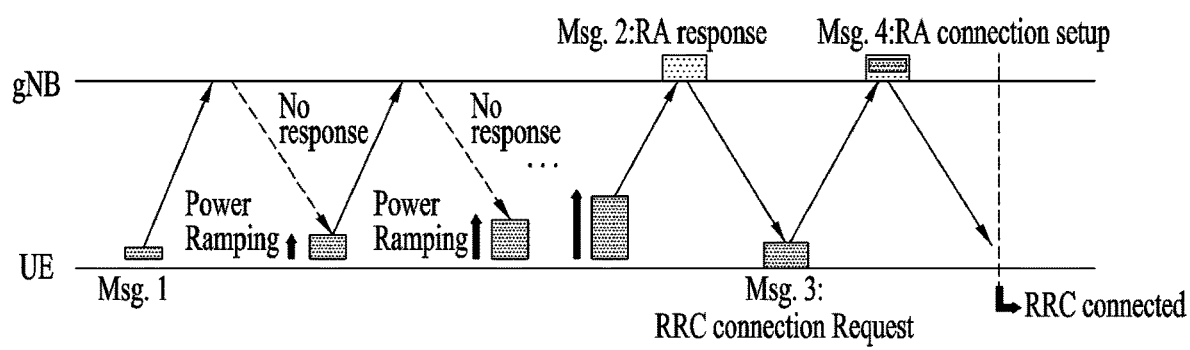 Msg. 2:RA response
Msg. 4:RA connection setup
gNB
No
response
No
response
...
Power
Ramping
Power
Ramping
UE
Msg. 1
Msg. 3:
RRC connection Request
RRC connected